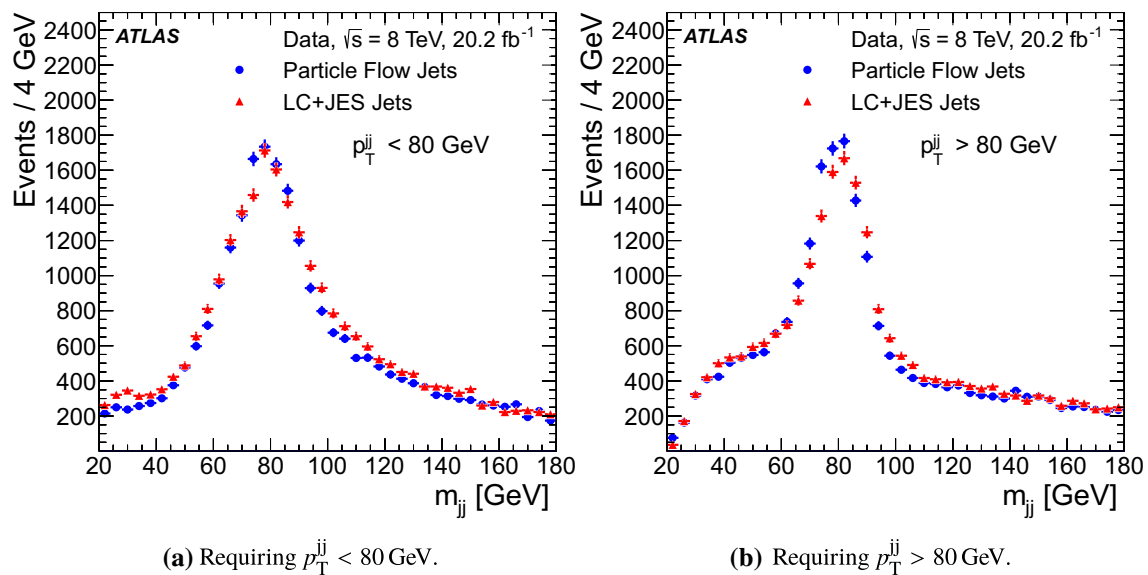 ATLAS
Data, √s = 8 TeV, 20.2 fb⁻¹
Particle Flow Jets
LC+JES Jets
p_T^jj < 80 GeV
Events / 4 GeV
2400
2200
2000
1800
1600
1400
1200
1000
800
600
400
200
20 40 60 80 100 120 140 160 180
m_jj [GeV]
(a) Requiring p_T^jj < 80 GeV.
ATLAS
Data, √s = 8 TeV, 20.2 fb⁻¹
Particle Flow Jets
LC+JES Jets
p_T^jj > 80 GeV
Events / 4 GeV
2400
2200
2000
1800
1600
1400
1200
1000
800
600
400
200
20 40 60 80 100 120 140 160 180
m_jj [GeV]
(b) Requiring p_T^jj > 80 GeV.